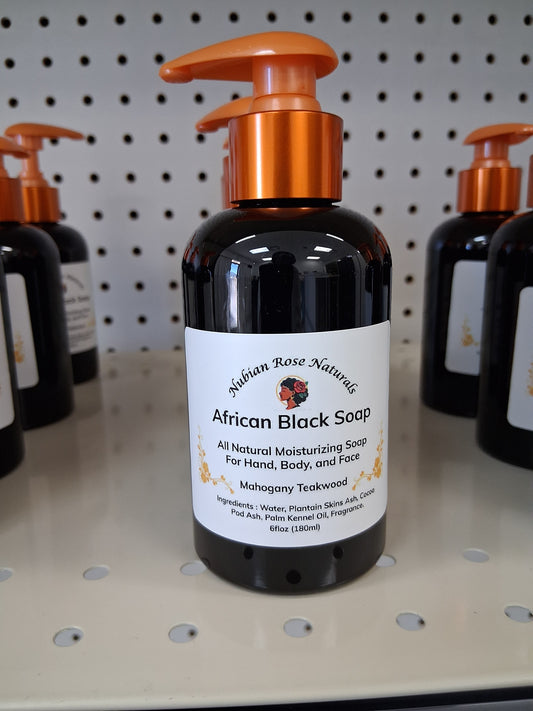 Nubian Rose Naturals
African Black Soap
All Natural Moisturizing Soap
For Hand, Body, and Face
Mahogany Teakwood
Ingredients : Water, Plantain Skins Ash, Cocoa
Pod Ash, Palm Kennel Oil, Fragrance.
6floz (180ml)